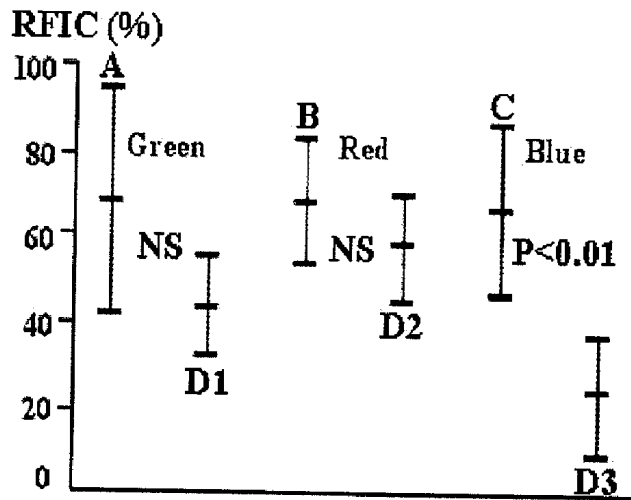 RFIC (%)
100
A
Green
B
Red
C
Blue
80
60
NS
NS
P<0.01
40
D1
D2
20
0
D3